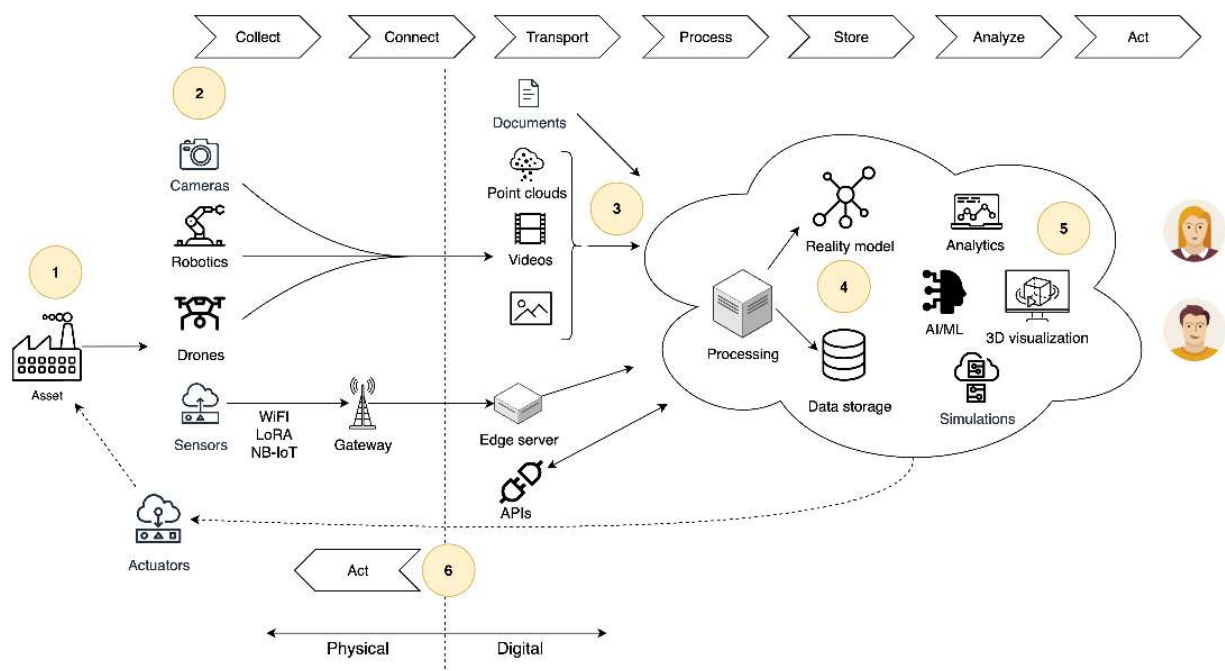 Collect
Connect
Transport
Process
Store
Analyze
Act
1
2
Cameras
Robotics
Drones
Asset
Sensors
WiFI
LoRA
NB-IoT
Gateway
Actuators
Documents
Point clouds
Videos
3
Edge server
APIs
Processing
Reality model
4
Data storage
Analytics
5
AI/ML
3D visualization
Simulations
Act
6
Physical
Digital